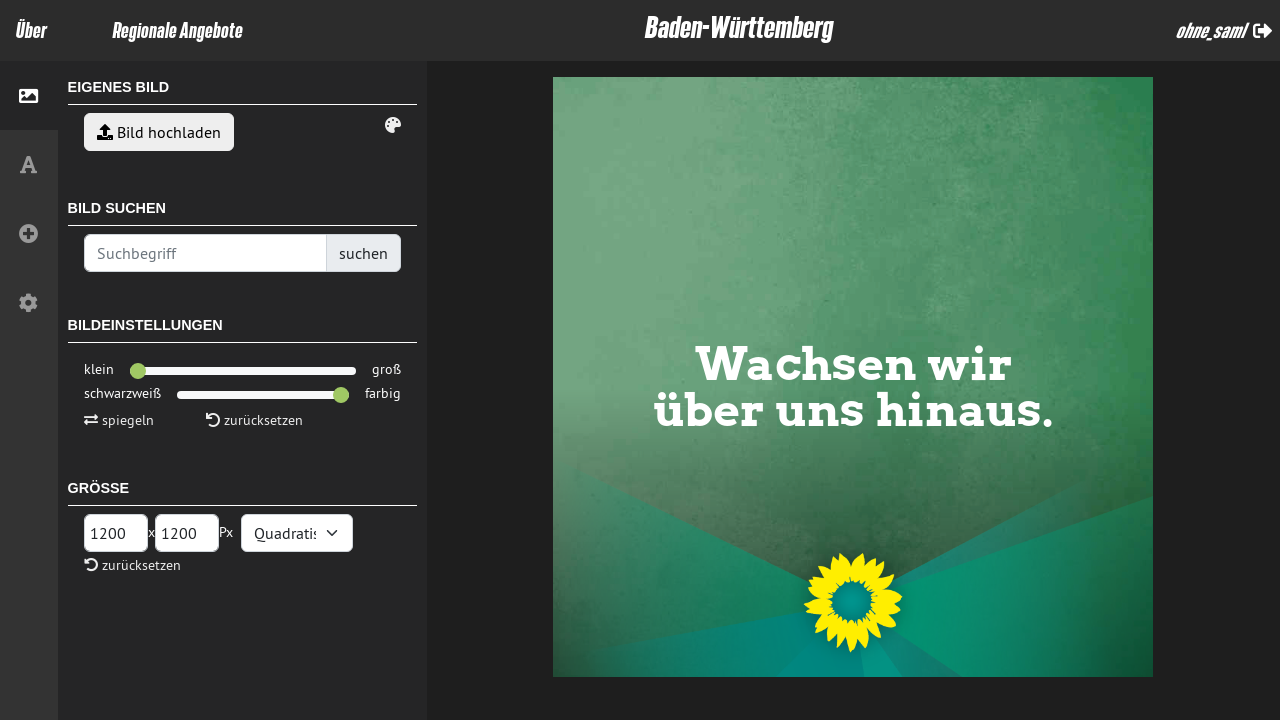 Über
Regionale Angebote
Baden-Württemberg
ohne_saml
EIGENES BILD
Bild hochladen
BILD SUCHEN
Suchbegriff
suchen
BILDEINSTELLUNGEN
klein
groß
schwarzweiß
farbig
spiegeln
zurücksetzen
GRÖSSE
1200
x
1200
Px
Quadratis
zurücksetzen
Wachsen wir
über uns hinaus.